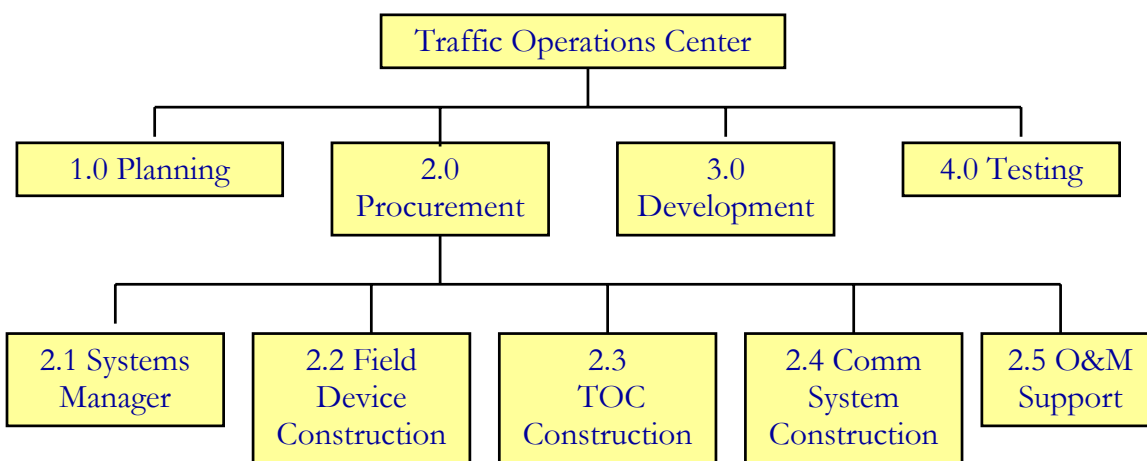 Traffic Operations Center
1.0 Planning
2.0
Procurement
3.0
Development
4.0 Testing
2.1 Systems
Manager
2.2 Field
Device
Construction
2.3
TOC
Construction
2.4 Comm
System
Construction
2.5 O&M
Support